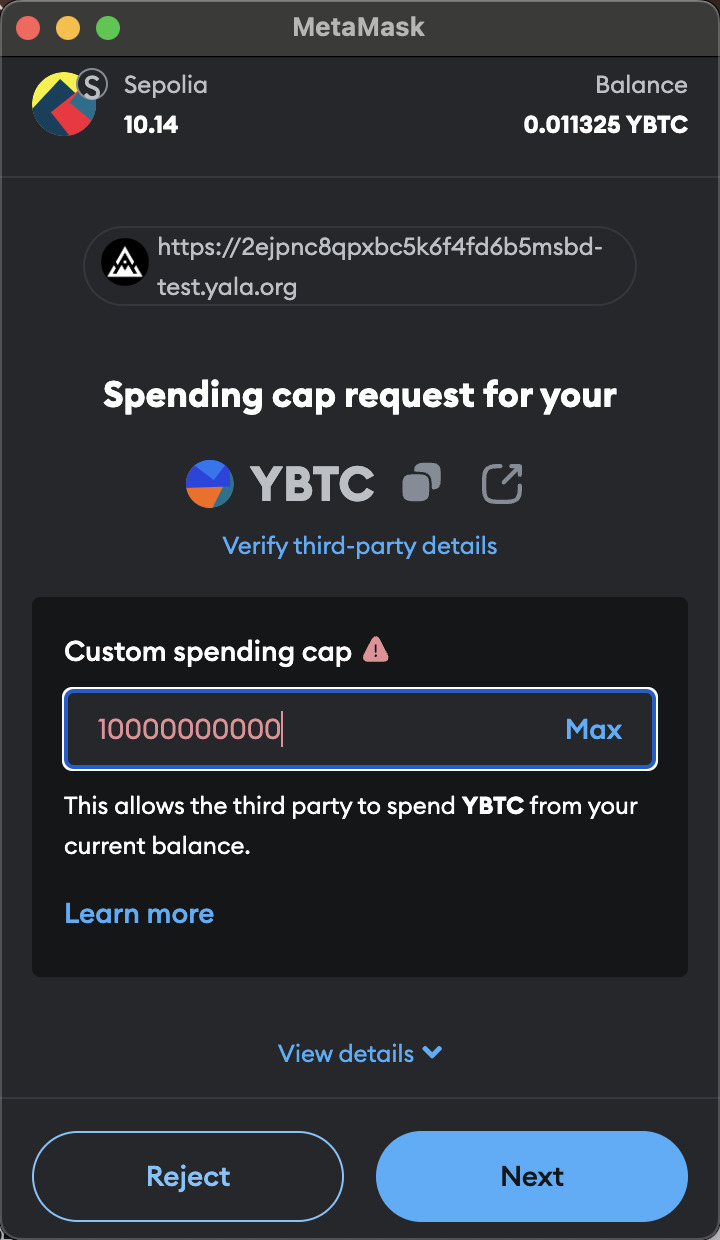 MetaMask
S
Sepolia
Balance
10.14
0.011325 YBTC
https://2ejpnc8qpxbc5k6f4fd6b5msbd-
test.yala.org
Spending cap request for your
YBTC
Verify third-party details
Custom spending cap
10000000000
Max
This allows the third party to spend YBTC from your
current balance.
Learn more
View details
Reject
Next